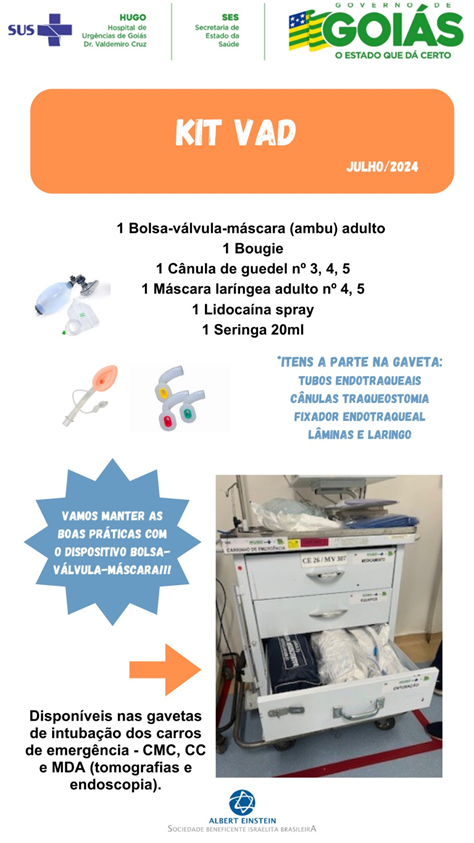 SUS
HUGO
Hospital de
Urgências de Goiás
Dr. Valdemiro Cruz
SES
Secretaria de
Estado da
Saúde
GOVERNO DE
GOIÁS
O ESTADO QUE DÁ CERTO
KIT VAD
JULHO/2024
1 Bolsa-válvula-máscara (ambu) adulto
1 Bougie
1 Cânula de guedel nº 3, 4, 5
1 Máscara laríngea adulto nº 4, 5
1 Lidocaína spray
1 Seringa 20ml
*ITENS A PARTE NA GAVETA:
TUBOS ENDOTRAQUEAIS
CÂNULAS TRAQUEOSTOMIA
FIXADOR ENDOTRAQUEAL
LÂMINAS E LARINGO
VAMOS MANTER AS
BOAS PRÁTICAS COM
O DISPOSITIVO BOLSA-
VÁLVULA-MÁSCARA!!!
CARRINHO DE EMERGÊNCIA
CE 26 / MV 307
HUGO
MEDICAMENTO
HUGO
EQUIPOS
HUGO
INTUBAÇÃO
Disponíveis nas gavetas
de intubação dos carros
de emergência - CMC, CC
e MDA (tomografias e
endoscopia).
ALBERT EINSTEIN
SOCIEDADE BENEFICENTE ISRAELITA BRASILEIRA